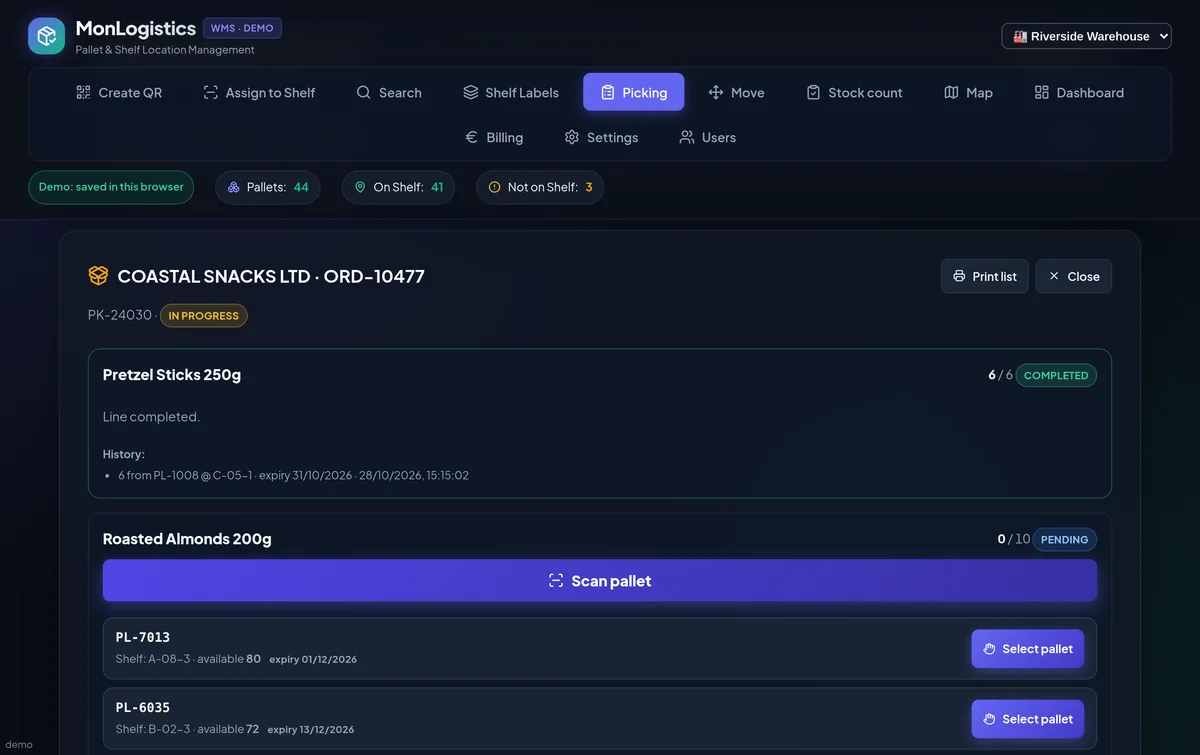 MonLogistics WMS · DEMO
Pallet & Shelf Location Management
Riverside Warehouse
Create QR Assign to Shelf Search Shelf Labels Picking Move Stock count Map Dashboard
Billing Settings Users
Demo: saved in this browser Pallets: 44 On Shelf: 41 Not on Shelf: 3
COASTAL SNACKS LTD · ORD-10477
Print list Close
PK-24030 · IN PROGRESS
Pretzel Sticks 250g 6 / 6 COMPLETED
Line completed.
History:
• 6 from PL-1008 @ C-05-1 · expiry 31/10/2026 · 28/10/2026, 15:15:02
Roasted Almonds 200g 0 / 10 PENDING
Scan pallet
PL-7013
Shelf: A-08-3 · available 80 expiry 01/12/2026
Select pallet
PL-6035
Shelf: B-02-3 · available 72 expiry 13/12/2026
Select pallet
demo